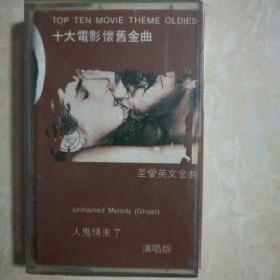 TOP TEN MOVIE THEME OLDIES
十大電影懷舊金曲
至愛英文金曲
Unhained Melody (Ghost)
人鬼情未了
演唱版